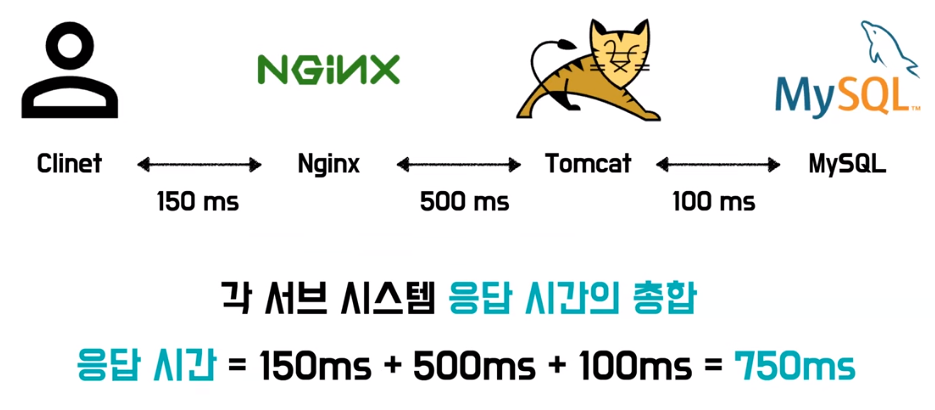 NGiNX
MySQL™
Clinet Nginx Tomcat MySQL
150 ms 500 ms 100 ms
각 서브 시스템 응답 시간의 총합
응답 시간 = 150ms + 500ms + 100ms = 750ms